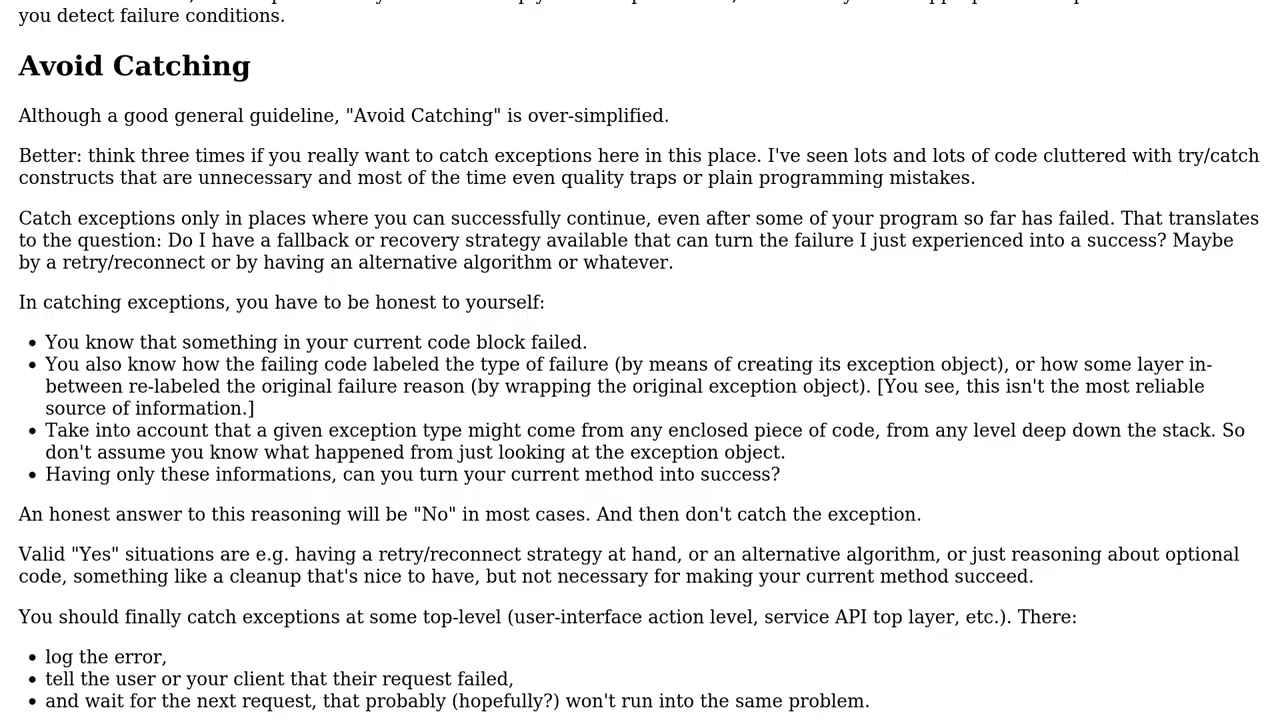 you detect failure conditions.
Avoid Catching
Although a good general guideline, "Avoid Catching" is over-simplified.
Better: think three times if you really want to catch exceptions here in this place. I've seen lots and lots of code cluttered with try/catch
constructs that are unnecessary and most of the time even quality traps or plain programming mistakes.
Catch exceptions only in places where you can successfully continue, even after some of your program so far has failed. That translates
to the question: Do I have a fallback or recovery strategy available that can turn the failure I just experienced into a success? Maybe
by a retry/reconnect or by having an alternative algorithm or whatever.
In catching exceptions, you have to be honest to yourself:
• You know that something in your current code block failed.
• You also know how the failing code labeled the type of failure (by means of creating its exception object), or how some layer in-
between re-labeled the original failure reason (by wrapping the original exception object). [You see, this isn't the most reliable
source of information.]
• Take into account that a given exception type might come from any enclosed piece of code, from any level deep down the stack. So
don't assume you know what happened from just looking at the exception object.
• Having only these informations, can you turn your current method into success?
An honest answer to this reasoning will be "No" in most cases. And then don't catch the exception.
Valid "Yes" situations are e.g. having a retry/reconnect strategy at hand, or an alternative algorithm, or just reasoning about optional
code, something like a cleanup that's nice to have, but not necessary for making your current method succeed.
You should finally catch exceptions at some top-level (user-interface action level, service API top layer, etc.). There:
• log the error,
• tell the user or your client that their request failed,
• and wait for the next request, that probably (hopefully?) won't run into the same problem.